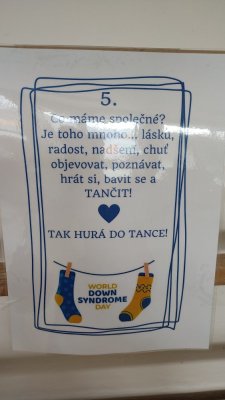 5.
Co máme společné?
Je toho mnoho... lásku,
radost, nadšení, chuť
objevovat, poznávat,
hrát si, bavit se a
TANČIT!
TAK HURÁ DO TANCE!
WORLD
DOWN
SYNDROME
DAY